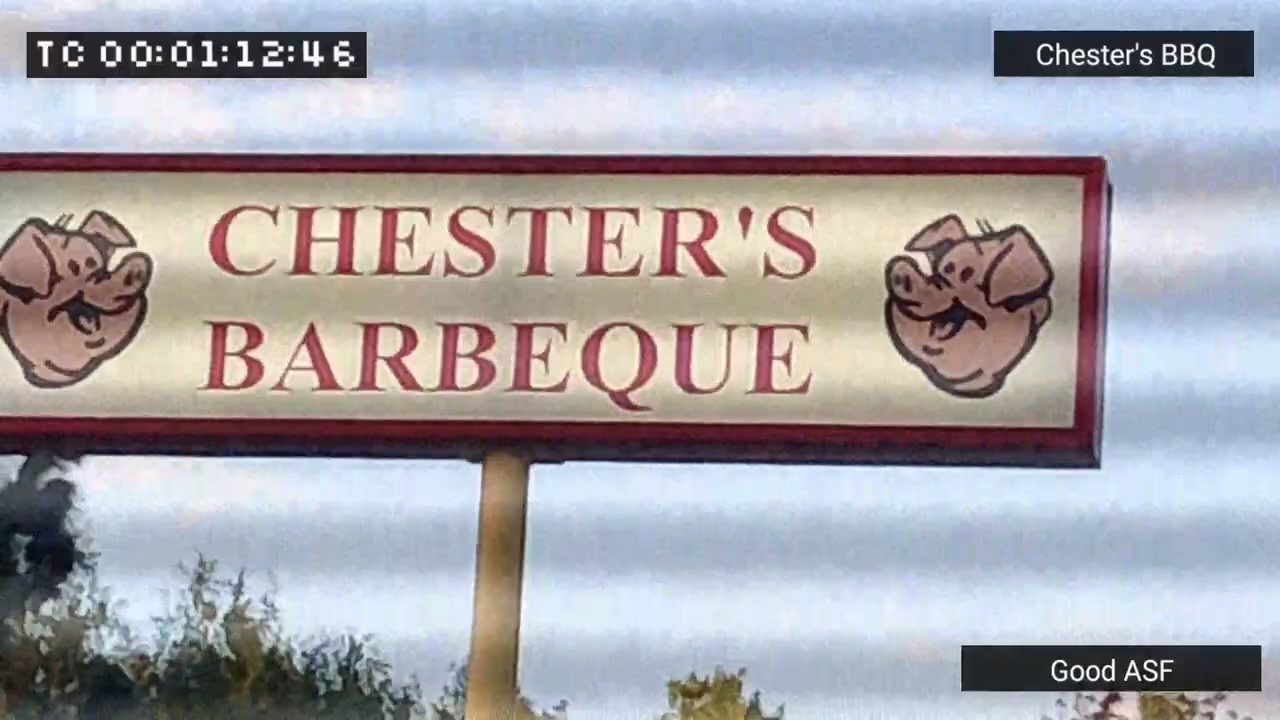 TC 00:01:12:46
Chester's BBQ
CHESTER'S
BARBEQUE
Good ASF